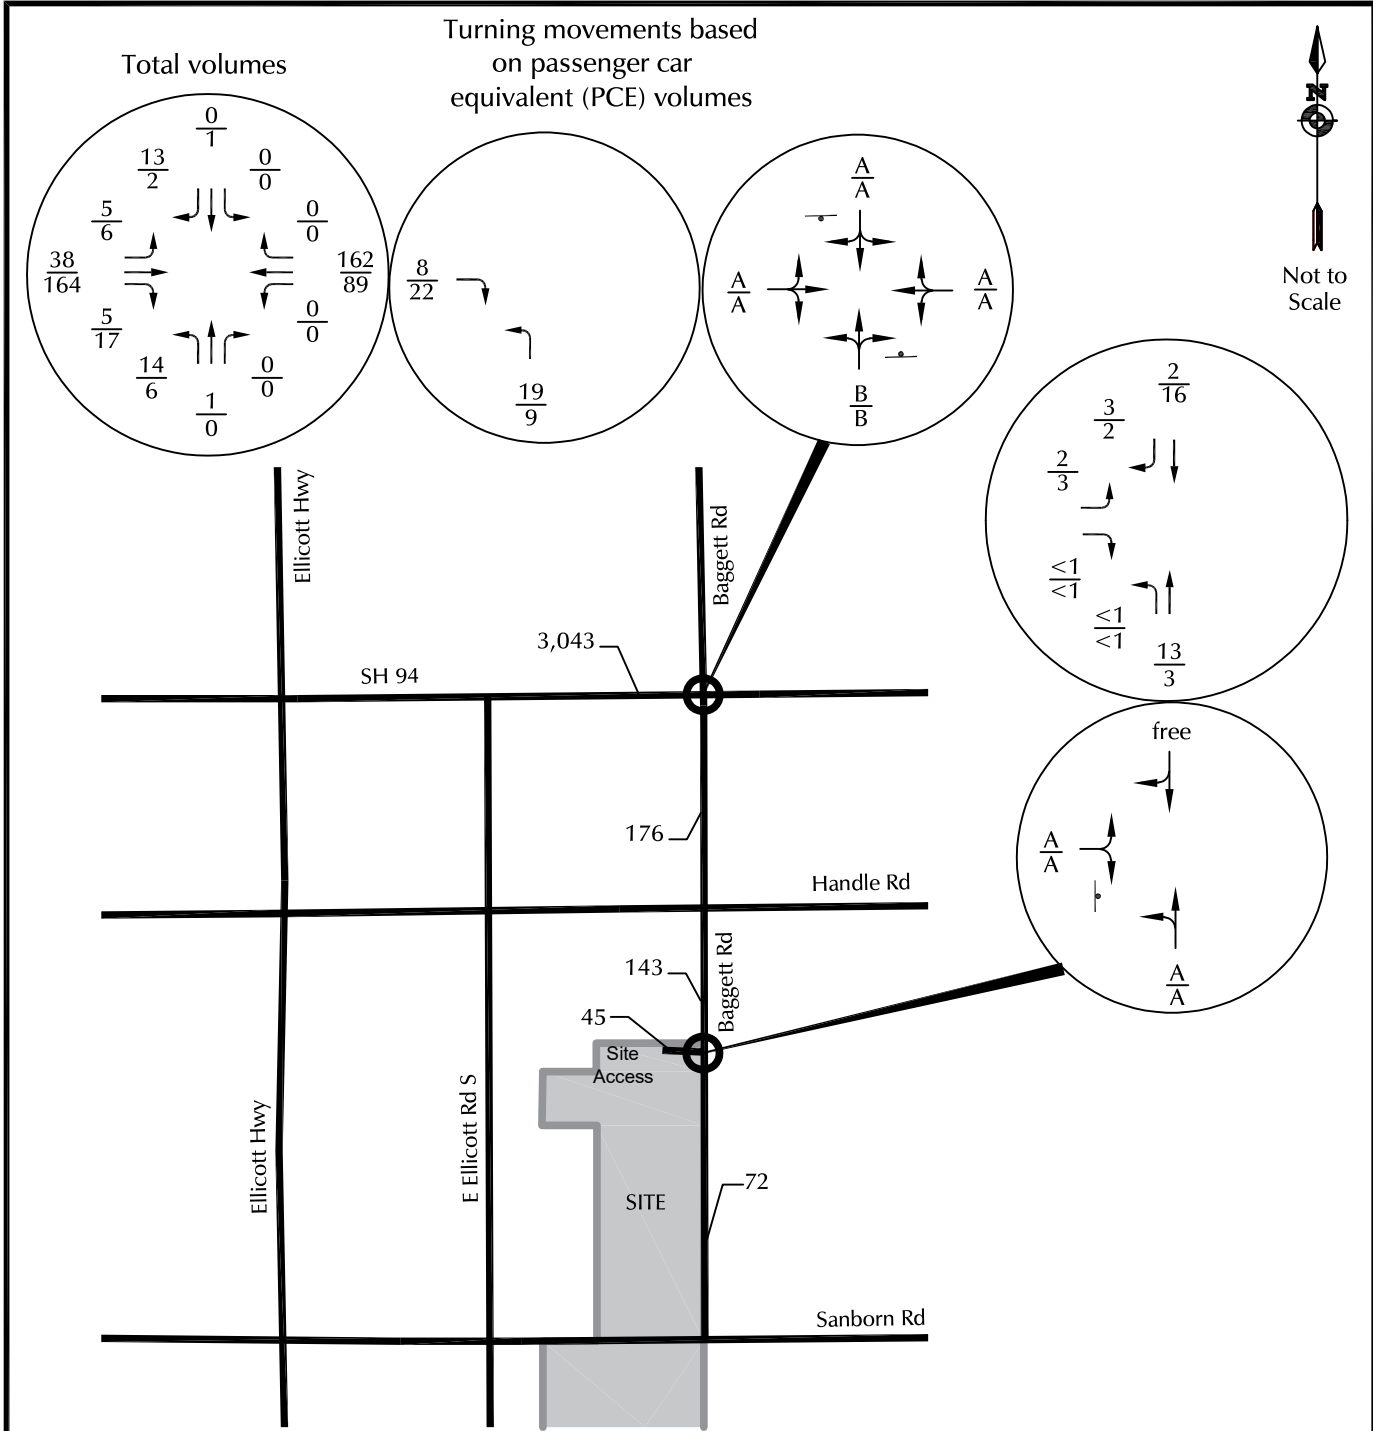 Total volumes
Turning movements based
on passenger car
equivalent (PCE) volumes
N
Not to
Scale
0
1
13
2
0
0
5
6
0
0
38
164
162
89
5
17
0
0
14
6
0
0
1
0
8
22
19
9
A
A
A
A
A
A
B
B
2
16
3
2
2
3
<1
<1
<1
<1
13
3
free
A
A
A
A
Ellicott Hwy
Baggett Rd
3,043
SH 94
176
Handle Rd
143
Baggett Rd
45
Site
Access
Ellicott Hwy
E Ellicott Rd S
SITE
72
Sanborn Rd